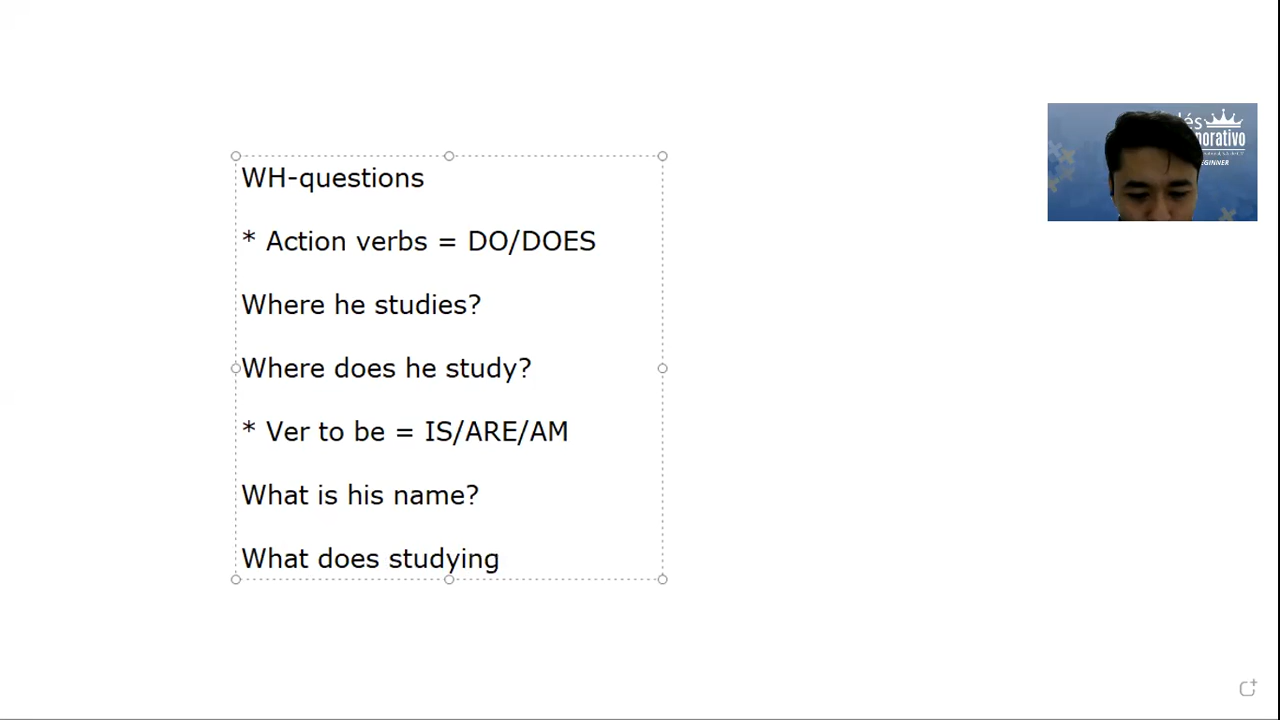 WH-questions
* Action verbs = DO/DOES
Where he studies?
Where does he study?
* Ver to be = IS/ARE/AM
What is his name?
What does studying